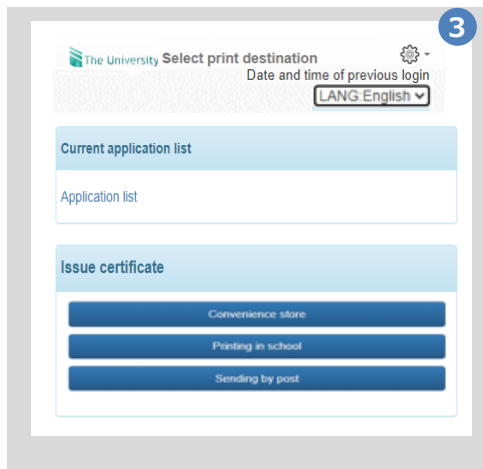 3
The University Select print destination
Date and time of previous login
LANG:English
Current application list
Application list
Issue certificate
Convenience store
Printing in school
Sending by post